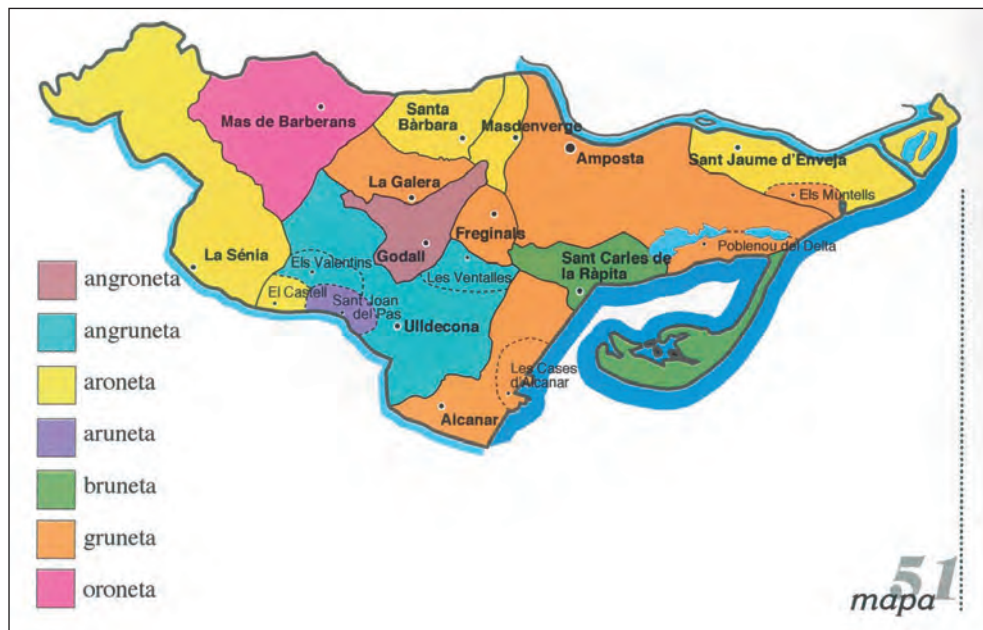 Mas de Barberans
Santa
Bàrbara
Masdenverge
Amposta
Sant Jaume d'Enveja
Els Muntells
La Galera
Freginals
Poblenou del Delta
La Sénia
Godall
Sant Carles de
la Ràpita
Els Valentins
Les Ventalles
El Castell
Sant Joan
del Pas
Ulldecona
Les Cases
d'Alcanar
Alcanar
angroneta
angruneta
aroneta
aruneta
bruneta
gruneta
oroneta
mapa 51